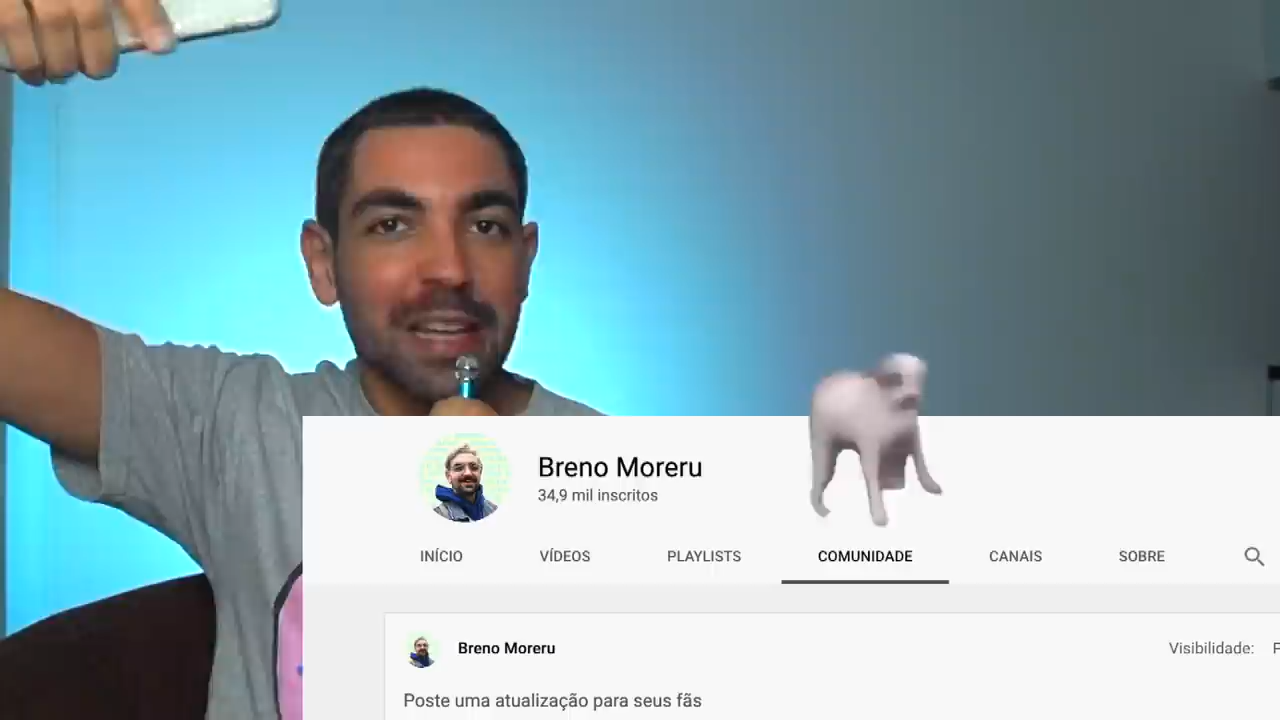 Breno Moreru
34,9 mil inscritos
INÍCIO VÍDEOS PLAYLISTS COMUNIDADE CANAIS SOBRE
Breno Moreru
Visibilidade:
Poste uma atualização para seus fãs